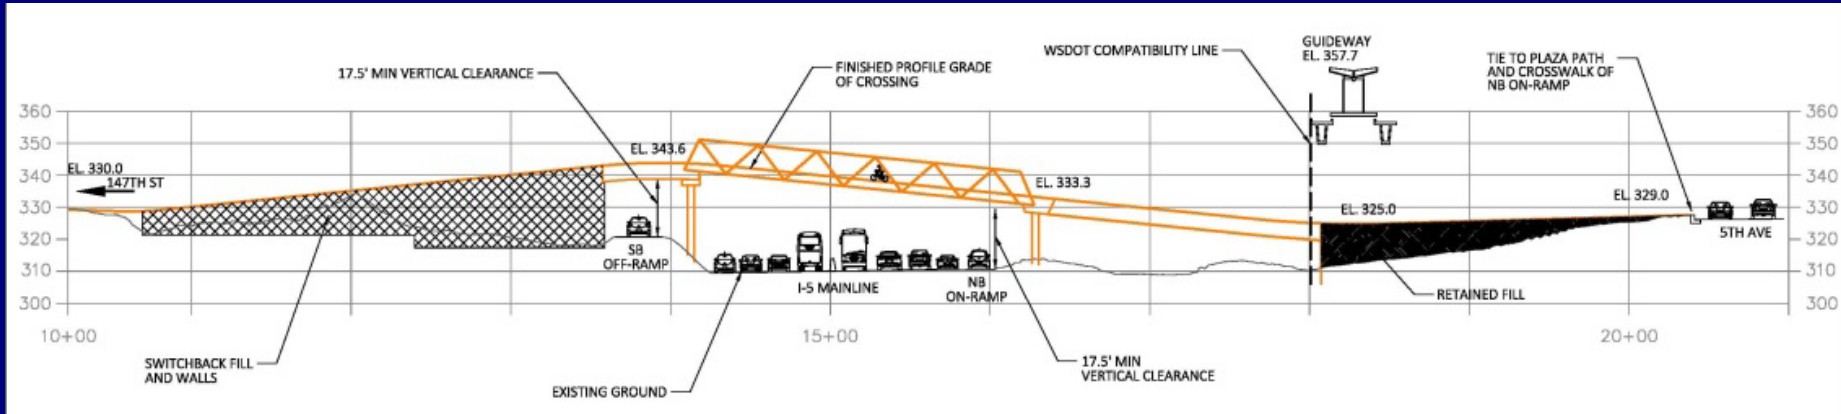 WSDOT COMPATIBILITY LINE
GUIDEWAY
EL. 357.7
17.5' MIN VERTICAL CLEARANCE
FINISHED PROFILE GRADE
OF CROSSING
TIE TO PLAZA PATH
AND CROSSWALK OF
NB ON-RAMP
360
350
340
330
320
310
300
360
350
340
330
320
310
300
EL. 330.0
147TH ST
EL. 343.6
EL. 333.3
EL. 325.0
EL. 329.0
5TH AVE
SB
OFF-RAMP
I-5 MAINLINE
NB
ON-RAMP
RETAINED FILL
10+00
15+00
20+00
SWITCHBACK FILL
AND WALLS
EXISTING GROUND
17.5' MIN
VERTICAL CLEARANCE